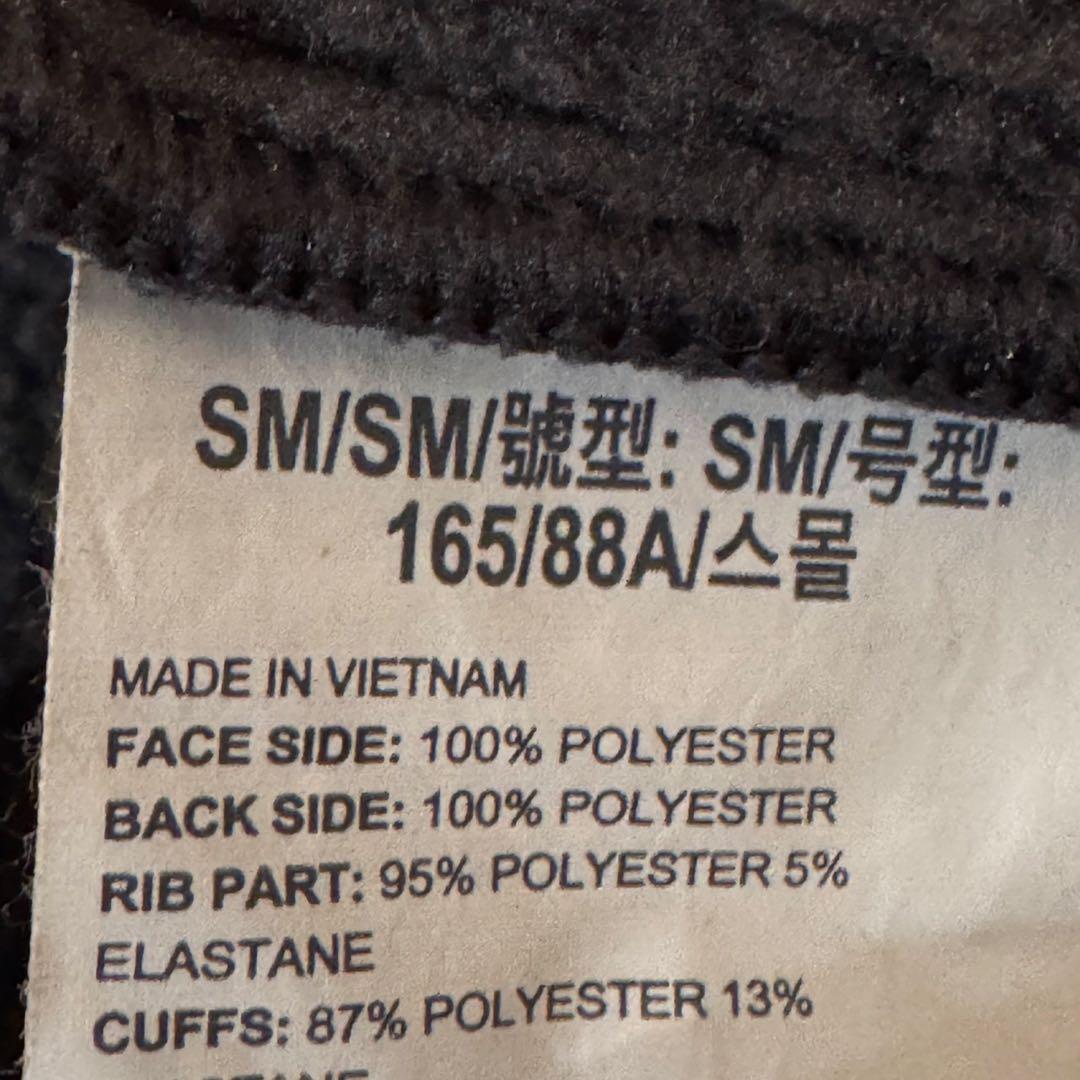 SM/SM/號型: SM/号型:
165/88A/스몰
MADE IN VIETNAM
FACE SIDE: 100% POLYESTER
BACK SIDE: 100% POLYESTER
RIB PART: 95% POLYESTER 5%
ELASTANE
CUFFS: 87% POLYESTER 13%